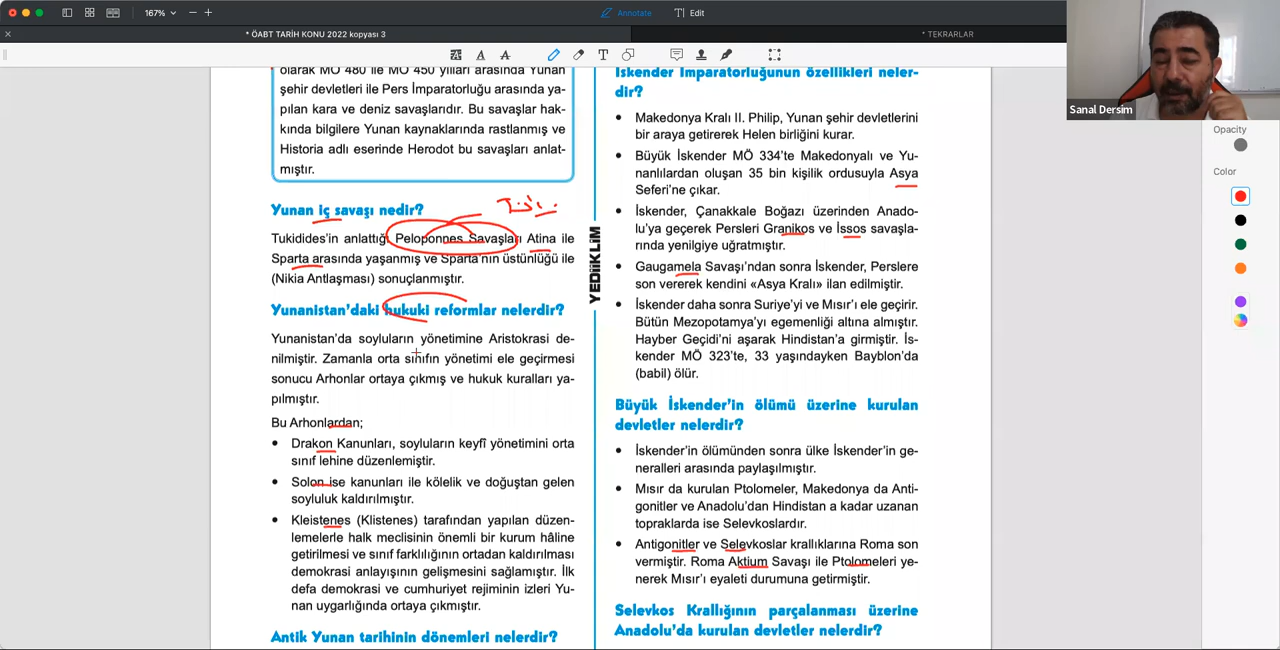 167%
Annotate
Edit
* ÖABT TARİH KONU 2022 kopyası 3
* TEKRARLAR
Sanal Dersim
Opacity
Color
olarak MÖ 480 ile MÖ 450 yılları arasında Yunan
şehir devletleri ile Pers İmparatorluğu arasında ya-
pılan kara ve deniz savaşlarıdır. Bu savaşlar hak-
kında bilgilere Yunan kaynaklarında rastlanmış ve
Historia adlı eserinde Herodot bu savaşları anlat-
mıştır.
Yunan iç savaşı nedir?
Tukidides'in anlattığı Peloponnes Savaşları Atina ile
Sparta arasında yaşanmış ve Sparta'nın üstünlüğü ile
(Nikia Antlaşması) sonuçlanmıştır.
Yunanistan'daki hukuki reformlar nelerdir?
Yunanistan'da soyluların yönetimine Aristokrasi de-
nilmiştir. Zamanla orta sınıfın yönetimi ele geçirmesi
sonucu Arhonlar ortaya çıkmış ve hukuk kuralları ya-
pılmıştır.
Bu Arhonlardan;
• Drakon Kanunları, soyluların keyfî yönetimini orta
sınıf lehine düzenlemiştir.
• Solon ise kanunları ile kölelik ve doğuştan gelen
soyluluk kaldırılmıştır.
• Kleistenes (Klistenes) tarafından yapılan düzen-
lemelerle halk meclisinin önemli bir kurum hâline
getirilmesi ve sınıf farklılığının ortadan kaldırılması
demokrasi anlayışının gelişmesini sağlamıştır. İlk
defa demokrasi ve cumhuriyet rejiminin izleri Yu-
nan uygarlığında ortaya çıkmıştır.
Antik Yunan tarihinin dönemleri nelerdir?
YEDİİKLİM
İskender İmparatorluğunun özellikleri neler-
dir?
• Makedonya Kralı II. Philip, Yunan şehir devletlerini
bir araya getirerek Helen birliğini kurar.
• Büyük İskender MÖ 334'te Makedonyalı ve Yu-
nanlılardan oluşan 35 bin kişilik ordusuyla Asya
Seferi'ne çıkar.
• İskender, Çanakkale Boğazı üzerinden Anado-
lu'ya geçerek Persleri Granikos ve İssos savaşla-
rında yenilgiye uğratmıştır.
• Gaugamela Savaşı'ndan sonra İskender, Perslere
son vererek kendini «Asya Kralı» ilan edilmiştir.
• İskender daha sonra Suriye'yi ve Mısır'ı ele geçirir.
Bütün Mezopotamya'yı egemenliği altına almıştır.
Hayber Geçidi'ni aşarak Hindistan'a girmiştir. İs-
kender MÖ 323'te, 33 yaşındayken Bayblon'da
(babil) ölür.
Büyük İskender'in ölümü üzerine kurulan
devletler nelerdir?
• İskender'in ölümünden sonra ülke İskender'in ge-
neralleri arasında paylaşılmıştır.
• Mısır da kurulan Ptolomeler, Makedonya da Anti-
gonitler ve Anadolu'dan Hindistan a kadar uzanan
topraklarda ise Selevkoslardır.
• Antigonitler ve Selevkoslar krallıklarına Roma son
vermiştir. Roma Aktium Savaşı ile Ptolomeleri ye-
nerek Mısır'ı eyaleti durumuna getirmiştir.
Selevkos Krallığının parçalanması üzerine
Anadolu'da kurulan devletler nelerdir?